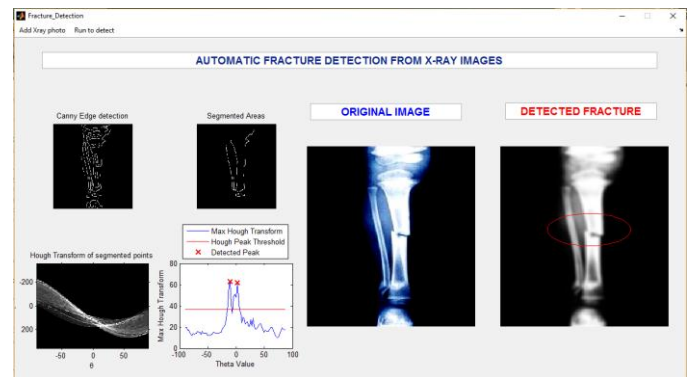 Fracture_Detection
Add Xray photo Run to detect
AUTOMATIC FRACTURE DETECTION FROM X-RAY IMAGES
Canny Edge detection
Segmented Areas
ORIGINAL IMAGE
DETECTED FRACTURE
Max Hough Transform
Hough Peak Threshold
Detected Peak
Hough Transform of segmented points
-200
0
200
-50 0 50
θ
Max Hough Transform
80
60
40
20
0
-100 -50 0 50 100
Theta Value